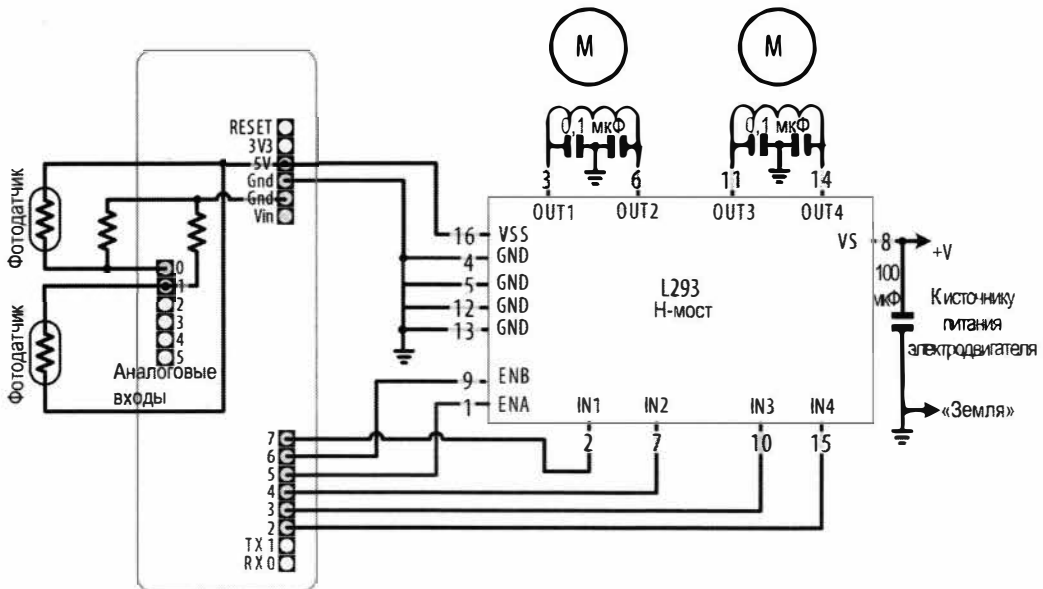 M
M
0,1 мкФ
0,1 мкФ
RESET
3V3
5V
Gnd
Gnd
Vin
3
6
11
14
OUT1
OUT2
OUT3
OUT4
Фотодатчик
16
VSS
4
GND
5
GND
12
GND
13
GND
L293
Н-мост
VS
8
+V
100
мкФ
К источнику
питания
электродвигателя
«Земля»
0
1
2
3
4
5
Фотодатчик
Аналоговые
входы
9
ENB
1
ENA
IN1
IN2
IN3
IN4
2
7
10
15
7
6
5
4
3
2
TX 1
RX 0